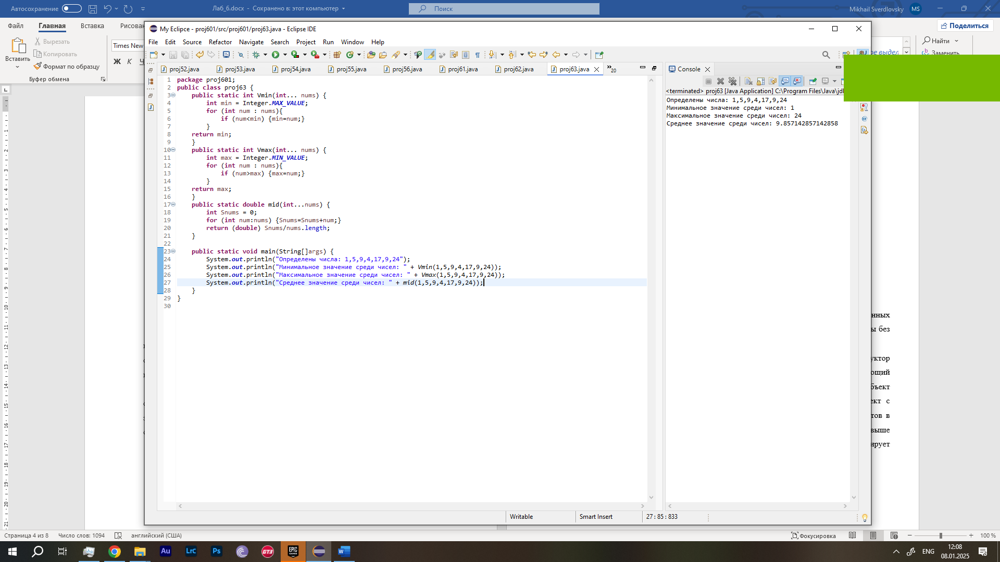 Автосохранение
Лаб_6.docx - Сохранено в: этот компьютер
Поиск
Mikhail Sverdlovsky
MS
Файл
Главная
Вставка
Рисован
Поделиться
Вставить
Вырезать
Копировать
Формат по образцу
Буфер обмена
Times New
Ж К Ч
Найти
Заменить
е выдел
My Eclipce - proj601/src/proj601/proj63.java - Eclipse IDE
File Edit Source Refactor Navigate Search Project Run Window Help
proj52.java
proj53.java
proj54.java
proj55.java
proj56.java
proj61.java
proj62.java
proj63.java
»20
1 package proj601;
2 public class proj63 {
3 public static int Vmin(int... nums) {
4 int min = Integer.MAX_VALUE;
5 for (int num : nums){
6 if (num<min) {min=num;}
7 }
8 return min;
9 }
10 public static int Vmax(int... nums) {
11 int max = Integer.MIN_VALUE;
12 for (int num : nums){
13 if (num>max) {max=num;}
14 }
15 return max;
16 }
17 public static double mid(int...nums) {
18 int Snums = 0;
19 for (int num:nums) {Snums=Snums+num;}
20 return (double) Snums/nums.length;
21 }
22
23 public static void main(String[]args) {
24 System.out.println("Определены числа: 1,5,9,4,17,9,24");
25 System.out.println("Минимальное значение среди чисел: " + Vmin(1,5,9,4,17,9,24));
26 System.out.println("Максимальное значение среди чисел: " + Vmax(1,5,9,4,17,9,24));
27 System.out.println("Среднее значение среди чисел: " + mid(1,5,9,4,17,9,24));
28 }
29 }
30
Console
<terminated> proj63 [Java Application] C:\Program Files\Java\jdl
Определены числа: 1,5,9,4,17,9,24
Минимальное значение среди чисел: 1
Максимальное значение среди чисел: 24
Среднее значение среди чисел: 9.857142857142858
нных
ы без
уктор
ощий
бъект
ект с
тов в
выше
ирует
Writable
Smart Insert
27 : 85 : 833
Страница 4 из 8
Число слов: 1094
английский (США)
Фокусировка
100 %
Au
Lrc
Ps
GT3
EPIC GAMES
W
ENG
12:08
08.01.2025